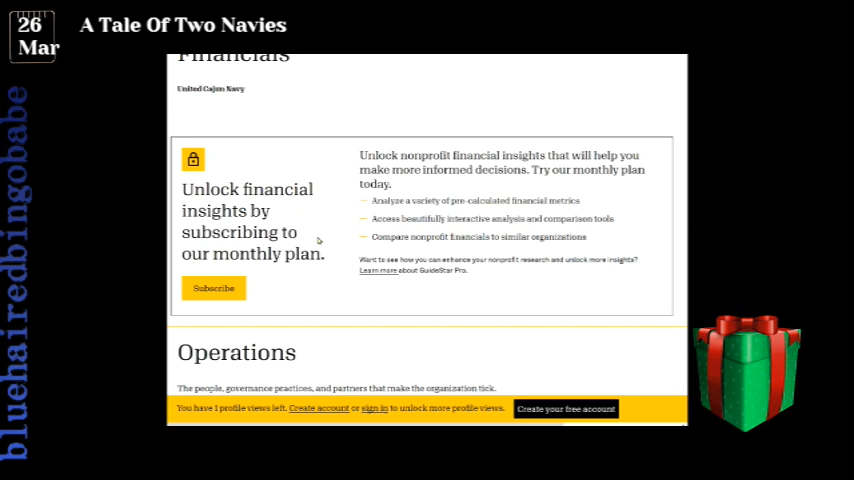 26
Mar
A Tale Of Two Navies
bluehairedbingobabe
Financials
United Cajun Navy
Unlock financial
insights by
subscribing to
our monthly plan.
Subscribe
Unlock nonprofit financial insights that will help you
make more informed decisions. Try our monthly plan
today.
Analyze a variety of pre-calculated financial metrics
Access beautifully interactive analysis and comparison tools
Compare nonprofit financials to similar organizations
Want to see how you can enhance your nonprofit research and unlock more insights?
Learn more about GuideStar Pro.
Operations
The people, governance practices, and partners that make the organization tick.
You have 1 profile views left. Create account or sign in to unlock more profile views.
Create your free account